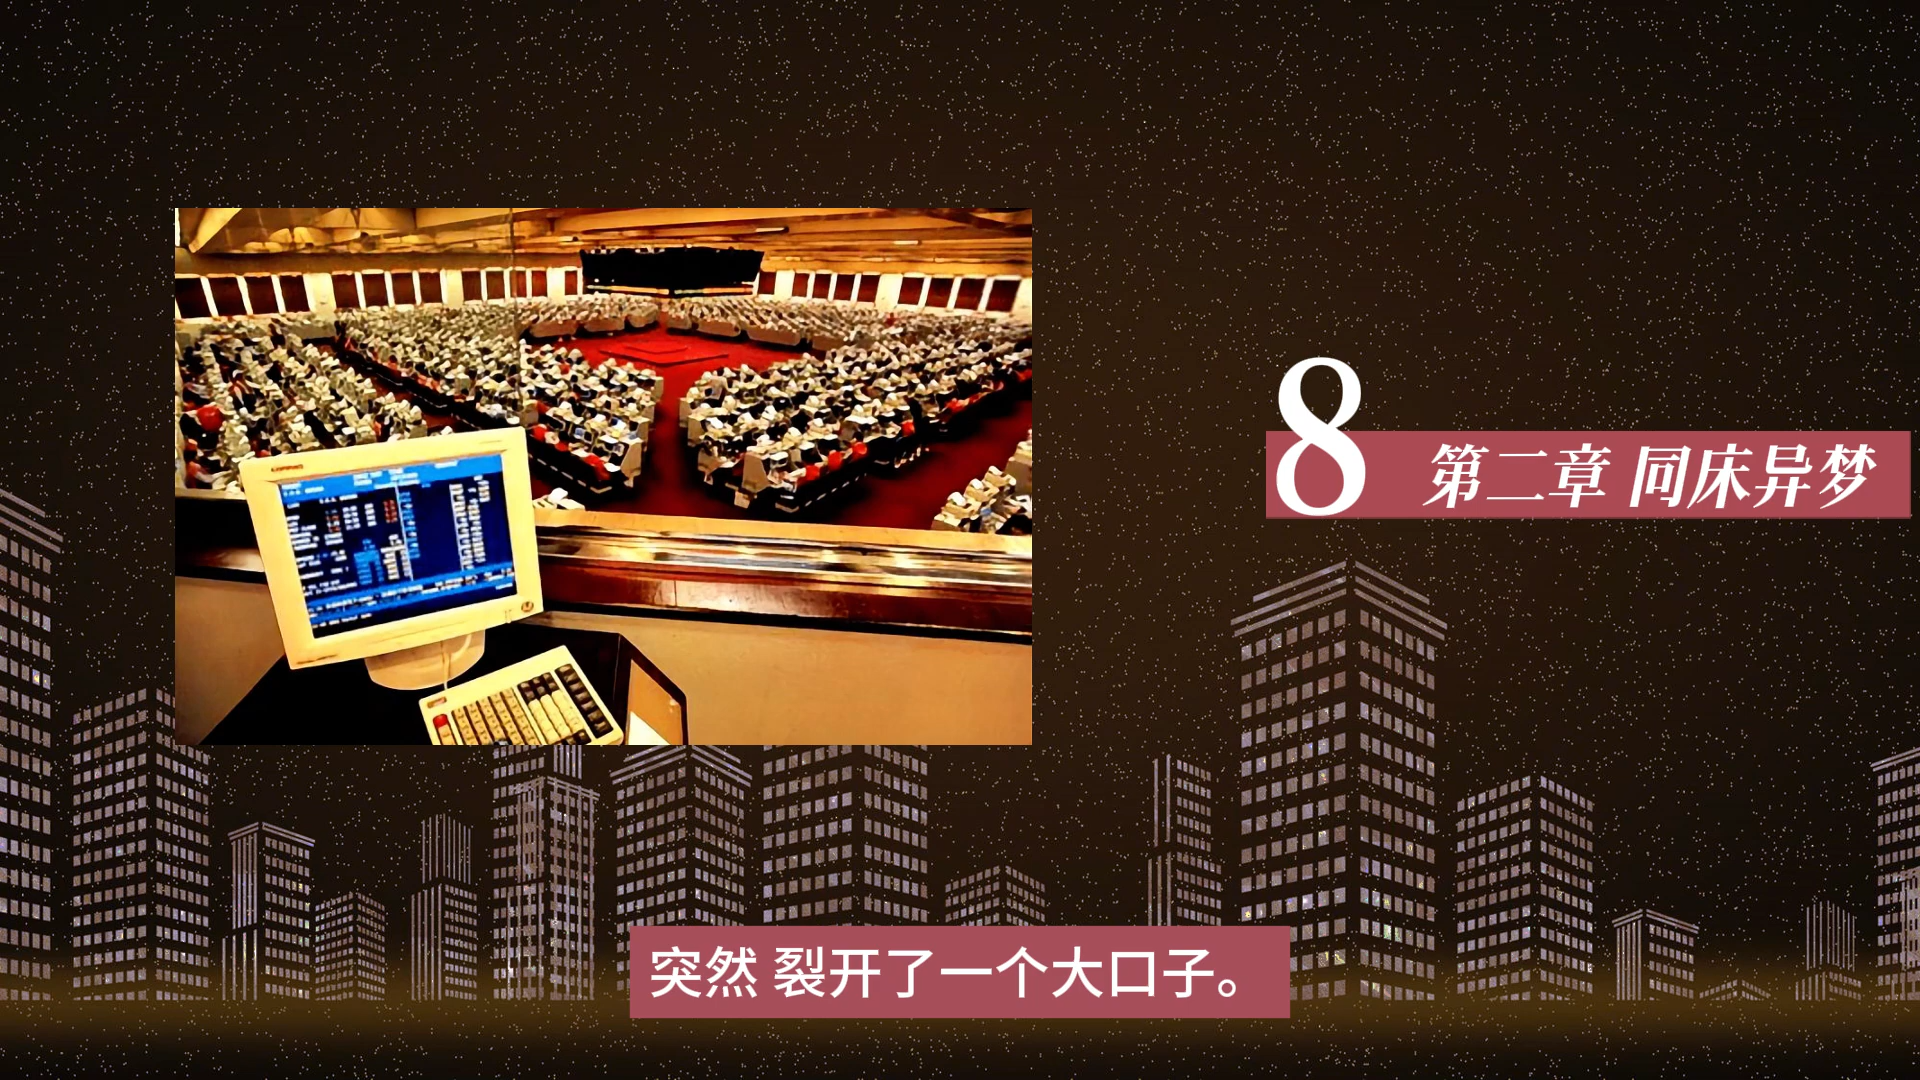 8
第二章 同床异梦
突然 裂开了一个大口子。